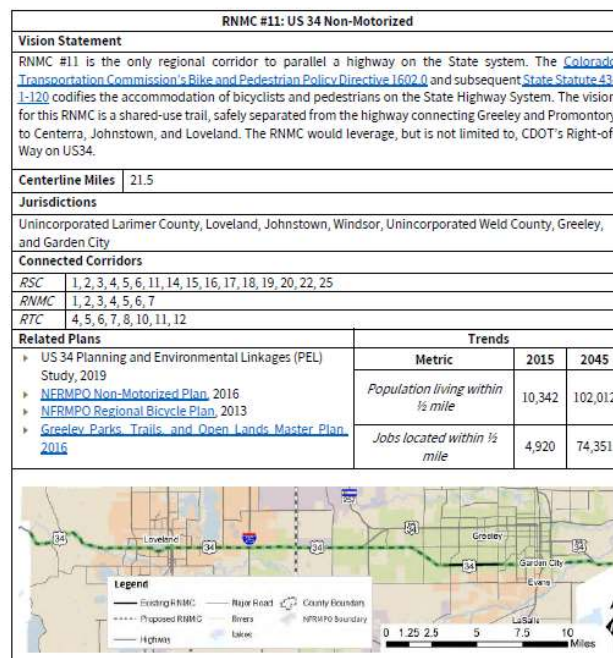 RNMC #11: US 34 Non-Motorized
Vision Statement
RNMC #11 is the only regional corridor to parallel a highway on the State system. The Colorado
Transportation Commission's Bike and Pedestrian Policy Directive 1602.0 and subsequent State Statute 43-
1-120 codifies the accommodation of bicyclists and pedestrians on the State Highway System. The vision
for this RNMC is a shared-use trail, safely separated from the highway connecting Greeley and Promontory
to Centerra, Johnstown, and Loveland. The RNMC would leverage, but is not limited to, CDOT's Right-of-
Way on US34.
Centerline Miles 21.5
Jurisdictions
Unincorporated Larimer County, Loveland, Johnstown, Windsor, Unincorporated Weld County, Greeley,
and Garden City
Connected Corridors
RSC 1, 2, 3, 4, 5, 6, 11, 14, 15, 16, 17, 18, 19, 20, 22, 25
RNMC 1, 2, 3, 4, 5, 6, 7
RTC 4, 5, 6, 7, 8, 10, 11, 12
Related Plans
US 34 Planning and Environmental Linkages (PEL)
Study, 2019
NFRMPO Non-Motorized Plan, 2016
NFRMPO Regional Bicycle Plan, 2013
Greeley Parks, Trails, and Open Lands Master Plan,
2016
Trends
Metric 2015 2045
Population living within
½ mile 10,342 102,012
Jobs located within ½
mile 4,920 74,351
257
34
Loveland
34
34
34
Greeley
34
34
Garden City
Evans
LaSalle
Legend
Existing RNMC
Proposed RNMC
Highway
Major Road
Rivers
Lakes
County Boundary
NFRMPO Boundary
0 1.25 2.5 5 7.5 10
Miles